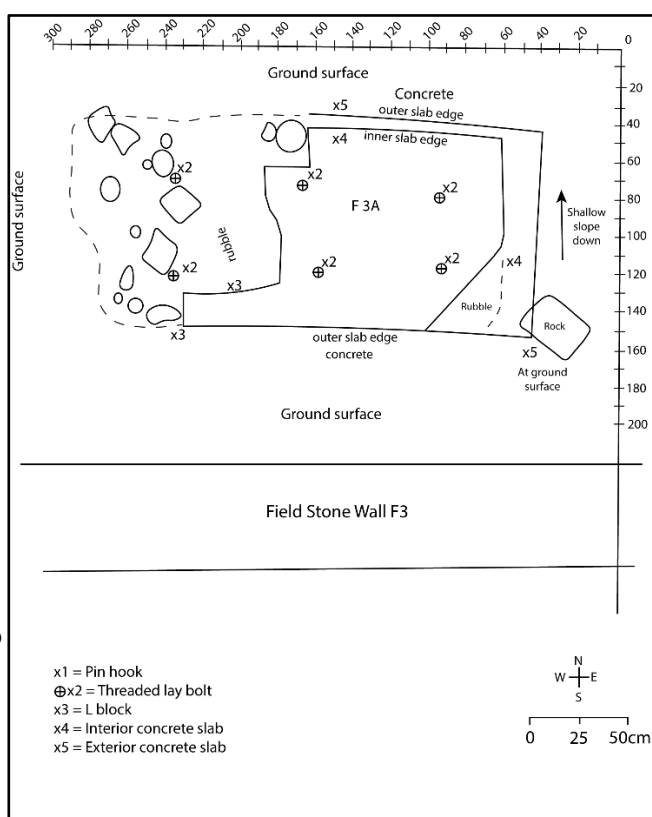 300 280 260 240 220 200 180 160 140 120 100 80 60 40 20 0
0
20
40
60
80
100
120
140
160
180
200
Ground surface
Concrete
x5
outer slab edge
x4
inner slab edge
Ground surface
x2
x2
x2
F 3A
Shallow
slope
down
rubble
x2
x2
x2
x4
x3
Rubble
Rock
x3
outer slab edge
concrete
x5
At ground
surface
Ground surface
Field Stone Wall F3
x1 = Pin hook
⊕x2 = Threaded lay bolt
x3 = L block
x4 = Interior concrete slab
x5 = Exterior concrete slab
N
W E
S
0 25 50cm